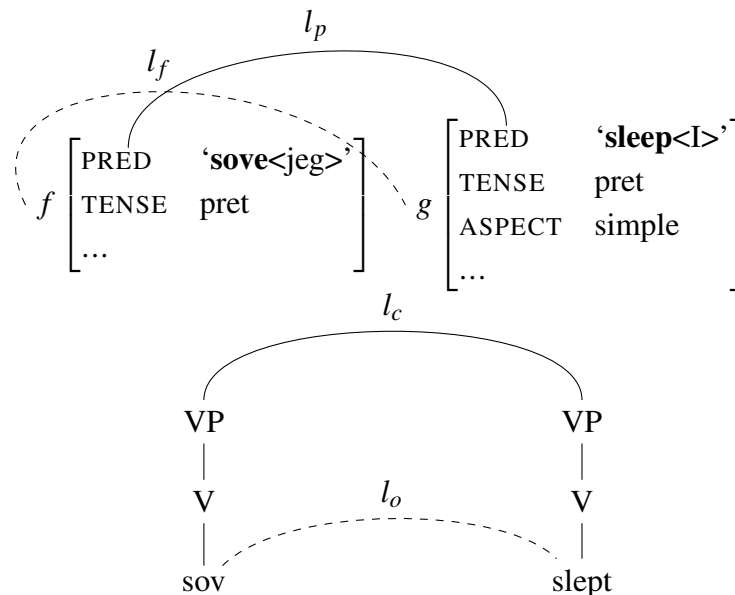 l_p
l_f
f [PRED ‘sove<jeg>’
TENSE pret
...]
g [PRED ‘sleep<I>’
TENSE pret
ASPECT simple
...]
l_c
VP VP
V V
l_o
sov slept